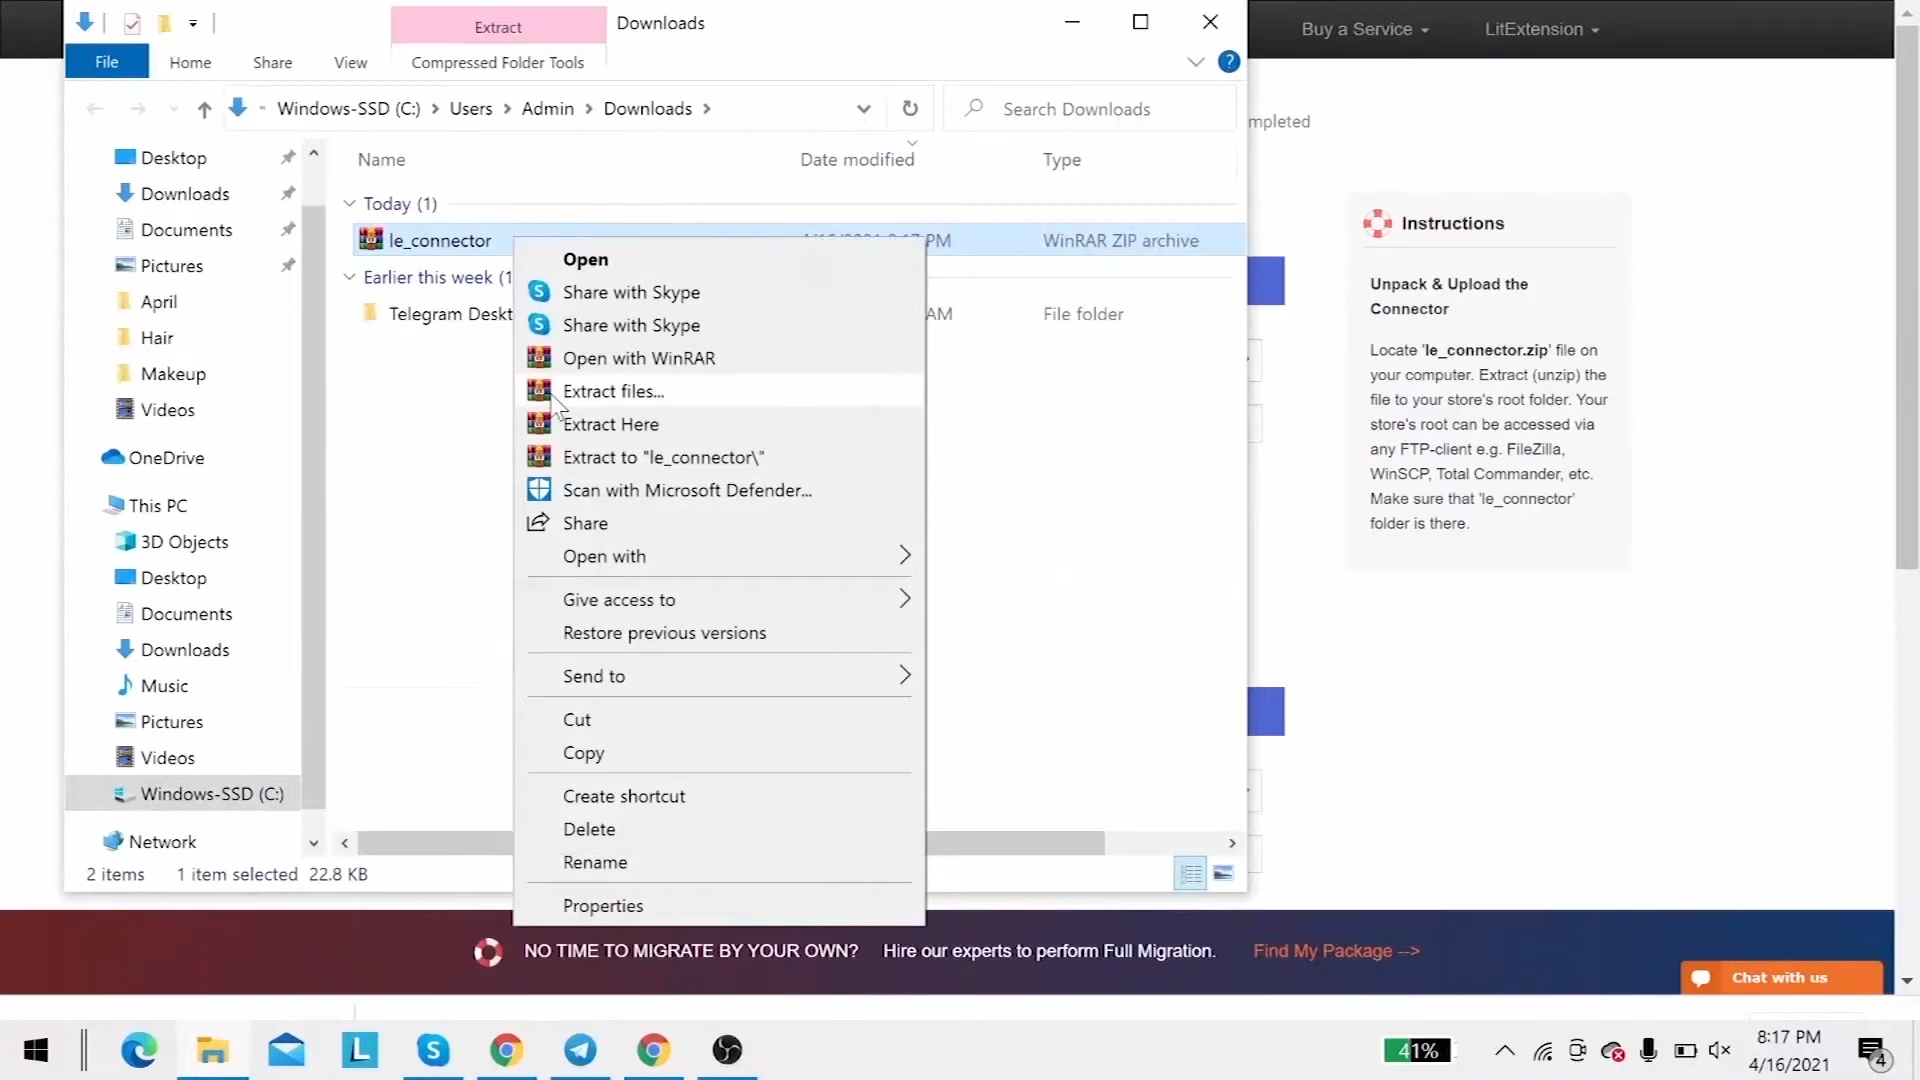 Extract
Downloads
Buy a Service
LitExtension
File
Home
Share
View
Compressed Folder Tools
?
Windows-SSD (C:)
Users
Admin
Downloads
Search Downloads
mpleted
Desktop
Downloads
Documents
Pictures
April
Hair
Makeup
Videos
OneDrive
This PC
3D Objects
Desktop
Documents
Downloads
Music
Pictures
Videos
Windows-SSD (C:)
Network
Name
Date modified
Type
Today (1)
le_connector
PM
WinRAR ZIP archive
Earlier this week (1
Telegram Deskt
AM
File folder
Open
Share with Skype
Share with Skype
Open with WinRAR
Extract files...
Extract Here
Extract to "le_connector\"
Scan with Microsoft Defender...
Share
Open with
Give access to
Restore previous versions
Send to
Cut
Copy
Create shortcut
Delete
Rename
Properties
2 items
1 item selected
22.8 KB
Instructions
Unpack & Upload the
Connector
Locate 'le_connector.zip' file on
your computer. Extract (unzip) the
file to your store's root folder. Your
store's root can be accessed via
any FTP-client e.g. FileZilla,
WinSCP, Total Commander, etc.
Make sure that 'le_connector'
folder is there.
NO TIME TO MIGRATE BY YOUR OWN?
Hire our experts to perform Full Migration.
Find My Package -->
Chat with us
L
S
41%
8:17 PM
4/16/2021
4